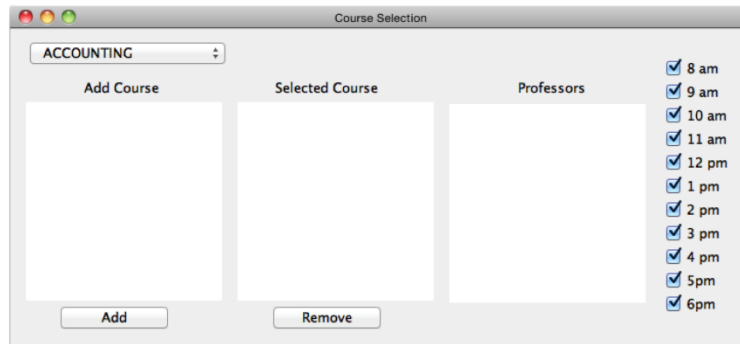 Course Selection
ACCOUNTING
Add Course
Selected Course
Professors
8 am
9 am
10 am
11 am
12 pm
1 pm
2 pm
3 pm
4 pm
5pm
6pm
Add
Remove